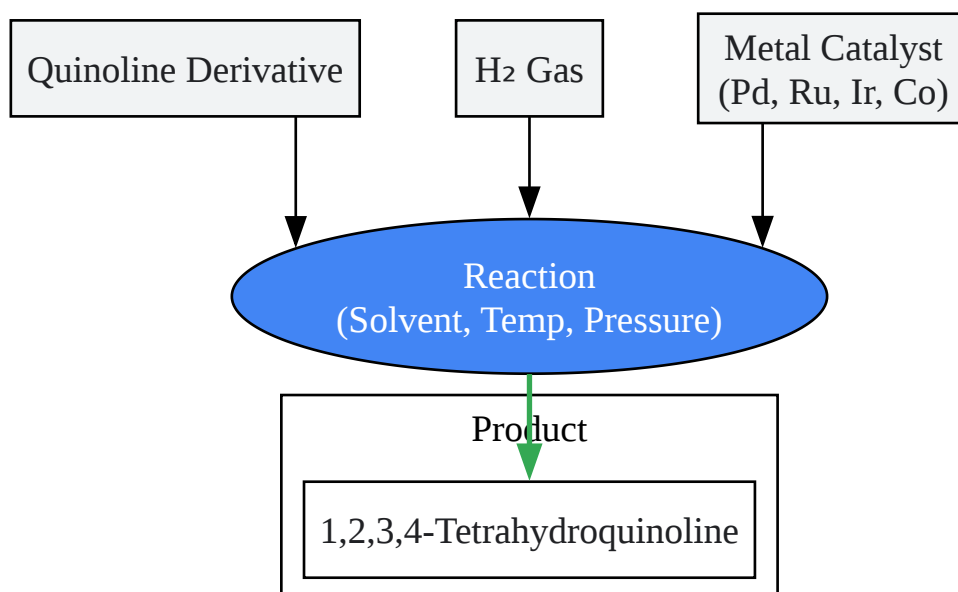 Quinoline Derivative
H₂ Gas
Metal Catalyst
(Pd, Ru, Ir, Co)
Reaction
(Solvent, Temp, Pressure)
Product
1,2,3,4-Tetrahydroquinoline